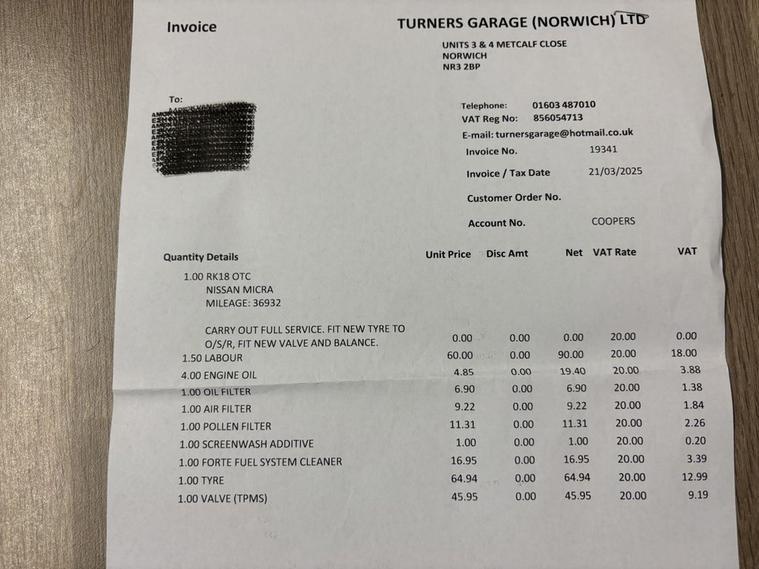 Invoice
TURNERS GARAGE (NORWICH) LTD
UNITS 3 & 4 METCALF CLOSE
NORWICH
NR3 2BP
To:
Telephone: 01603 487010
VAT Reg No: 856054713
E-mail: turnersgarage@hotmail.co.uk
Invoice No. 19341
Invoice / Tax Date 21/03/2025
Customer Order No.
Account No. COOPERS
Quantity Details Unit Price Disc Amt Net VAT Rate VAT
1.00 RK18 OTC
NISSAN MICRA
MILEAGE: 36932
CARRY OUT FULL SERVICE. FIT NEW TYRE TO
O/S/R, FIT NEW VALVE AND BALANCE. 0.00 0.00 0.00 20.00 0.00
1.50 LABOUR 60.00 0.00 90.00 20.00 18.00
4.00 ENGINE OIL 4.85 0.00 19.40 20.00 3.88
1.00 OIL FILTER 6.90 0.00 6.90 20.00 1.38
1.00 AIR FILTER 9.22 0.00 9.22 20.00 1.84
1.00 POLLEN FILTER 11.31 0.00 11.31 20.00 2.26
1.00 SCREENWASH ADDITIVE 1.00 0.00 1.00 20.00 0.20
1.00 FORTE FUEL SYSTEM CLEANER 16.95 0.00 16.95 20.00 3.39
1.00 TYRE 64.94 0.00 64.94 20.00 12.99
1.00 VALVE (TPMS) 45.95 0.00 45.95 20.00 9.19